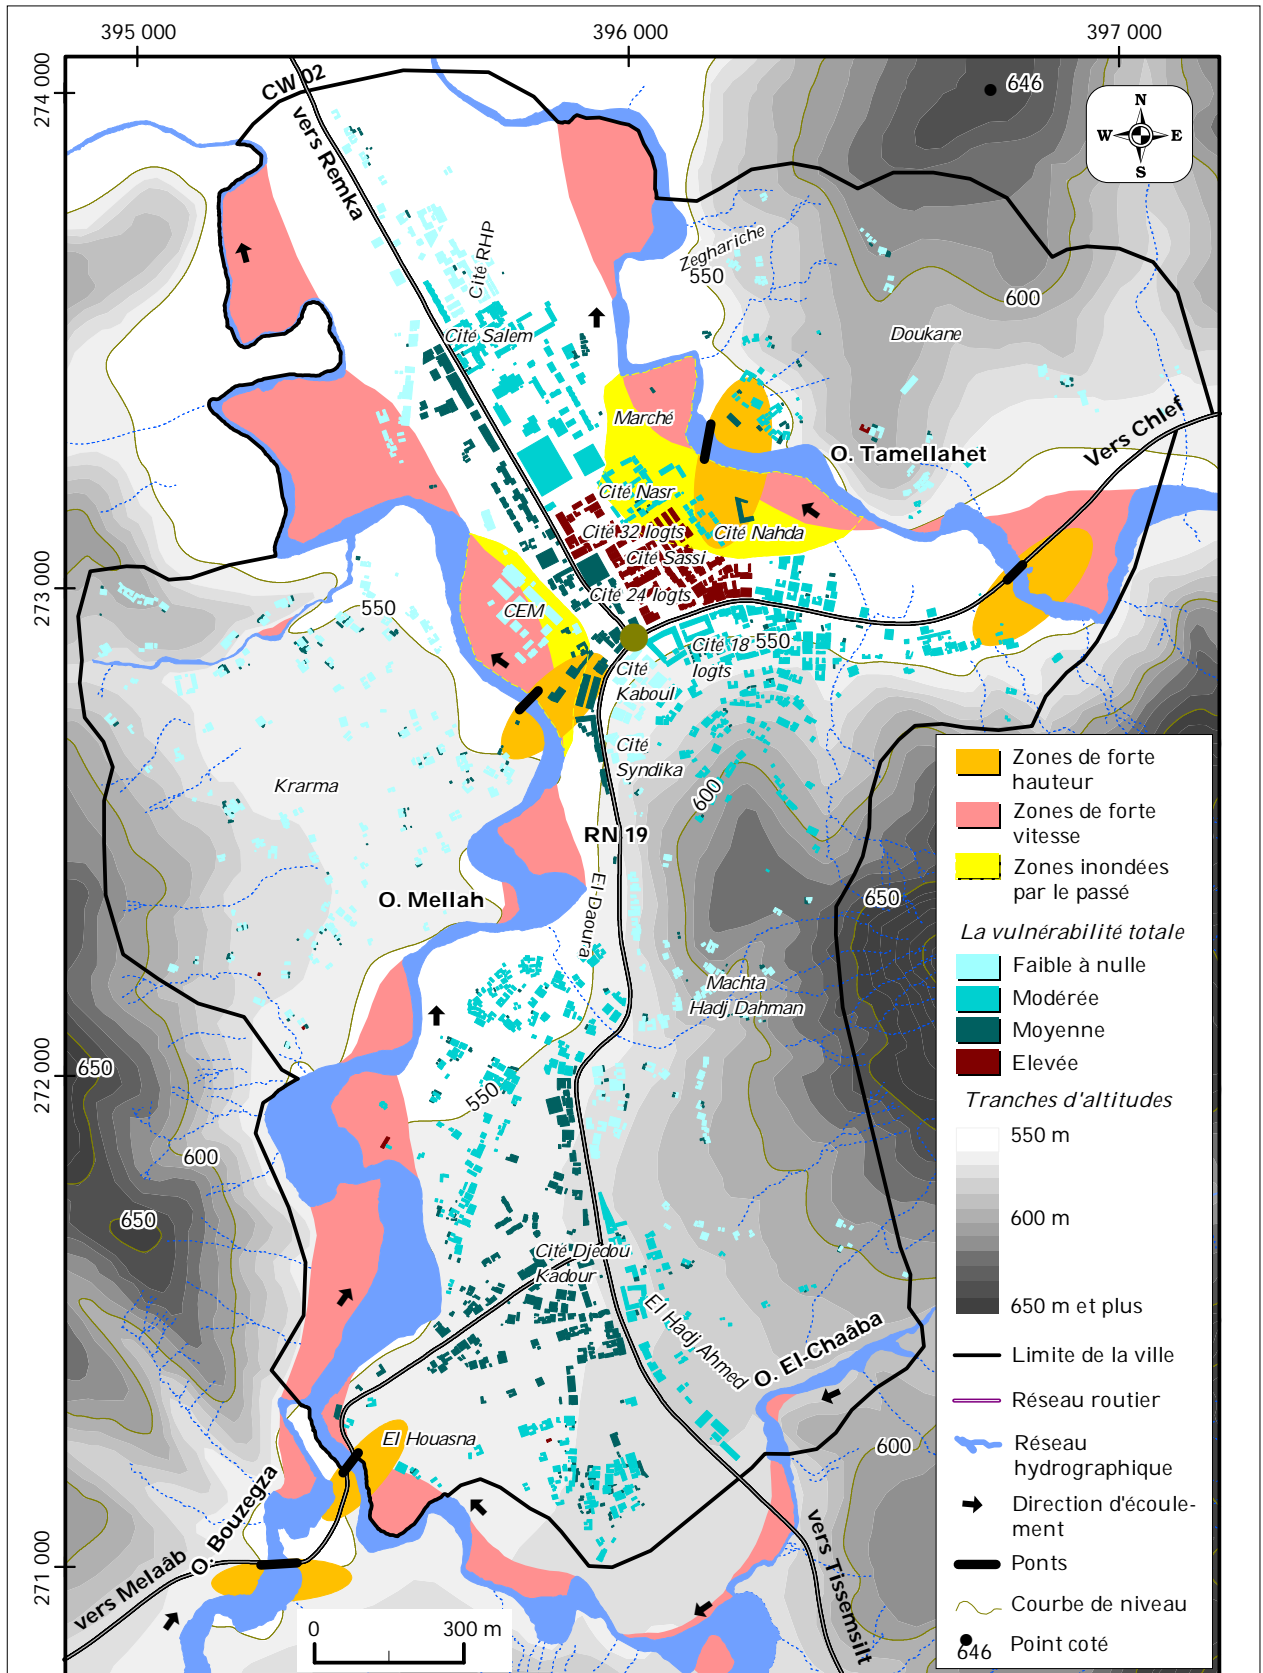 395 000
396 000
397 000
274 000
273 000
272 000
271 000
CW 02
vers Remka
646
N
W
E
S
Cité RHP
Zeghariche
550
600
Doukane
Cité Salem
Marché
Vers Chlef
O. Tamellahet
Cité Nasr
Cité 32 logts
Cité Nahda
Cité Sassi
Cité 24 logts
CEM
550
Cité 18
logts
550
Cité
Kaboul
Cité
Syndika
Krarma
600
RN 19
El-Daoura
O. Mellah
650
Machta
Hadj Dahman
650
550
600
650
Cité Djedou
Kadour
El Hadj Ahmed
O. El-Chaâba
El Houasna
600
O. Bouzegza
vers Melaâb
vers Tissemsilt
0
300 m
Zones de forte
hauteur
Zones de forte
vitesse
Zones inondées
par le passé
La vulnérabilité totale
Faible à nulle
Modérée
Moyenne
Elevée
Tranches d'altitudes
550 m
600 m
650 m et plus
Limite de la ville
Réseau routier
Réseau
hydrographique
Direction d'écoule-
ment
Ponts
Courbe de niveau
646
Point coté